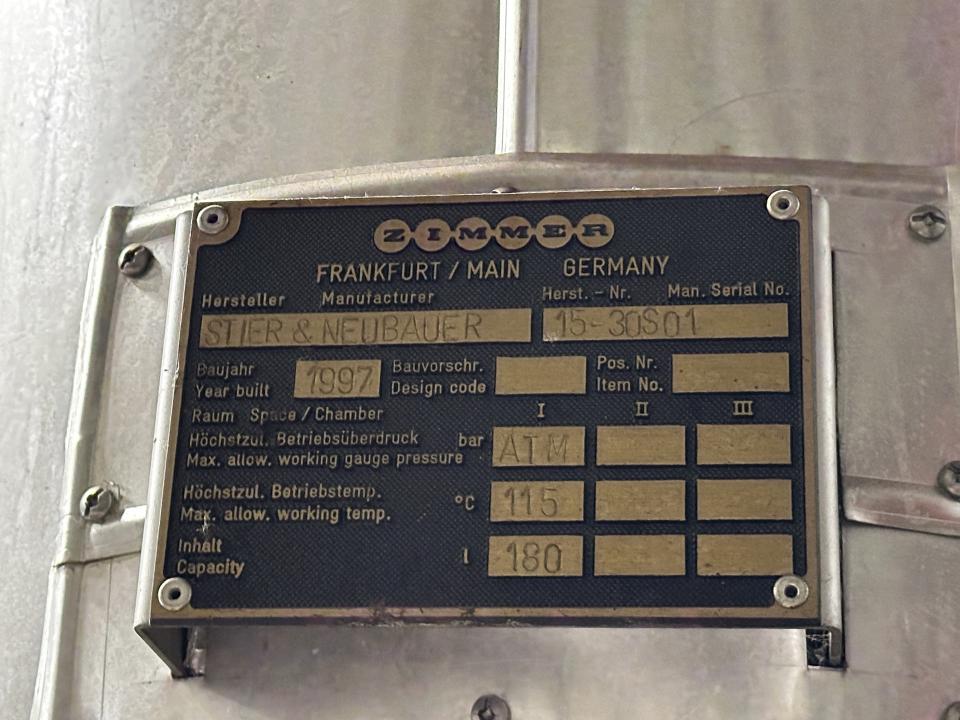 ZIMMER
FRANKFURT / MAIN GERMANY
Hersteller Manufacturer Herst. - Nr. Man. Serial No.
STIER & NEUBAUER 15-30S01
Baujahr Bauvorschr. Pos. Nr.
Year built 1997 Design code Item No.
Raum Space / Chamber I II III
Höchstzul. Betriebsüberdruck bar ATM
Max. allow. working gauge pressure
Höchstzul. Betriebstemp. °C 115
Max. allow. working temp.
Inhalt l 180
Capacity